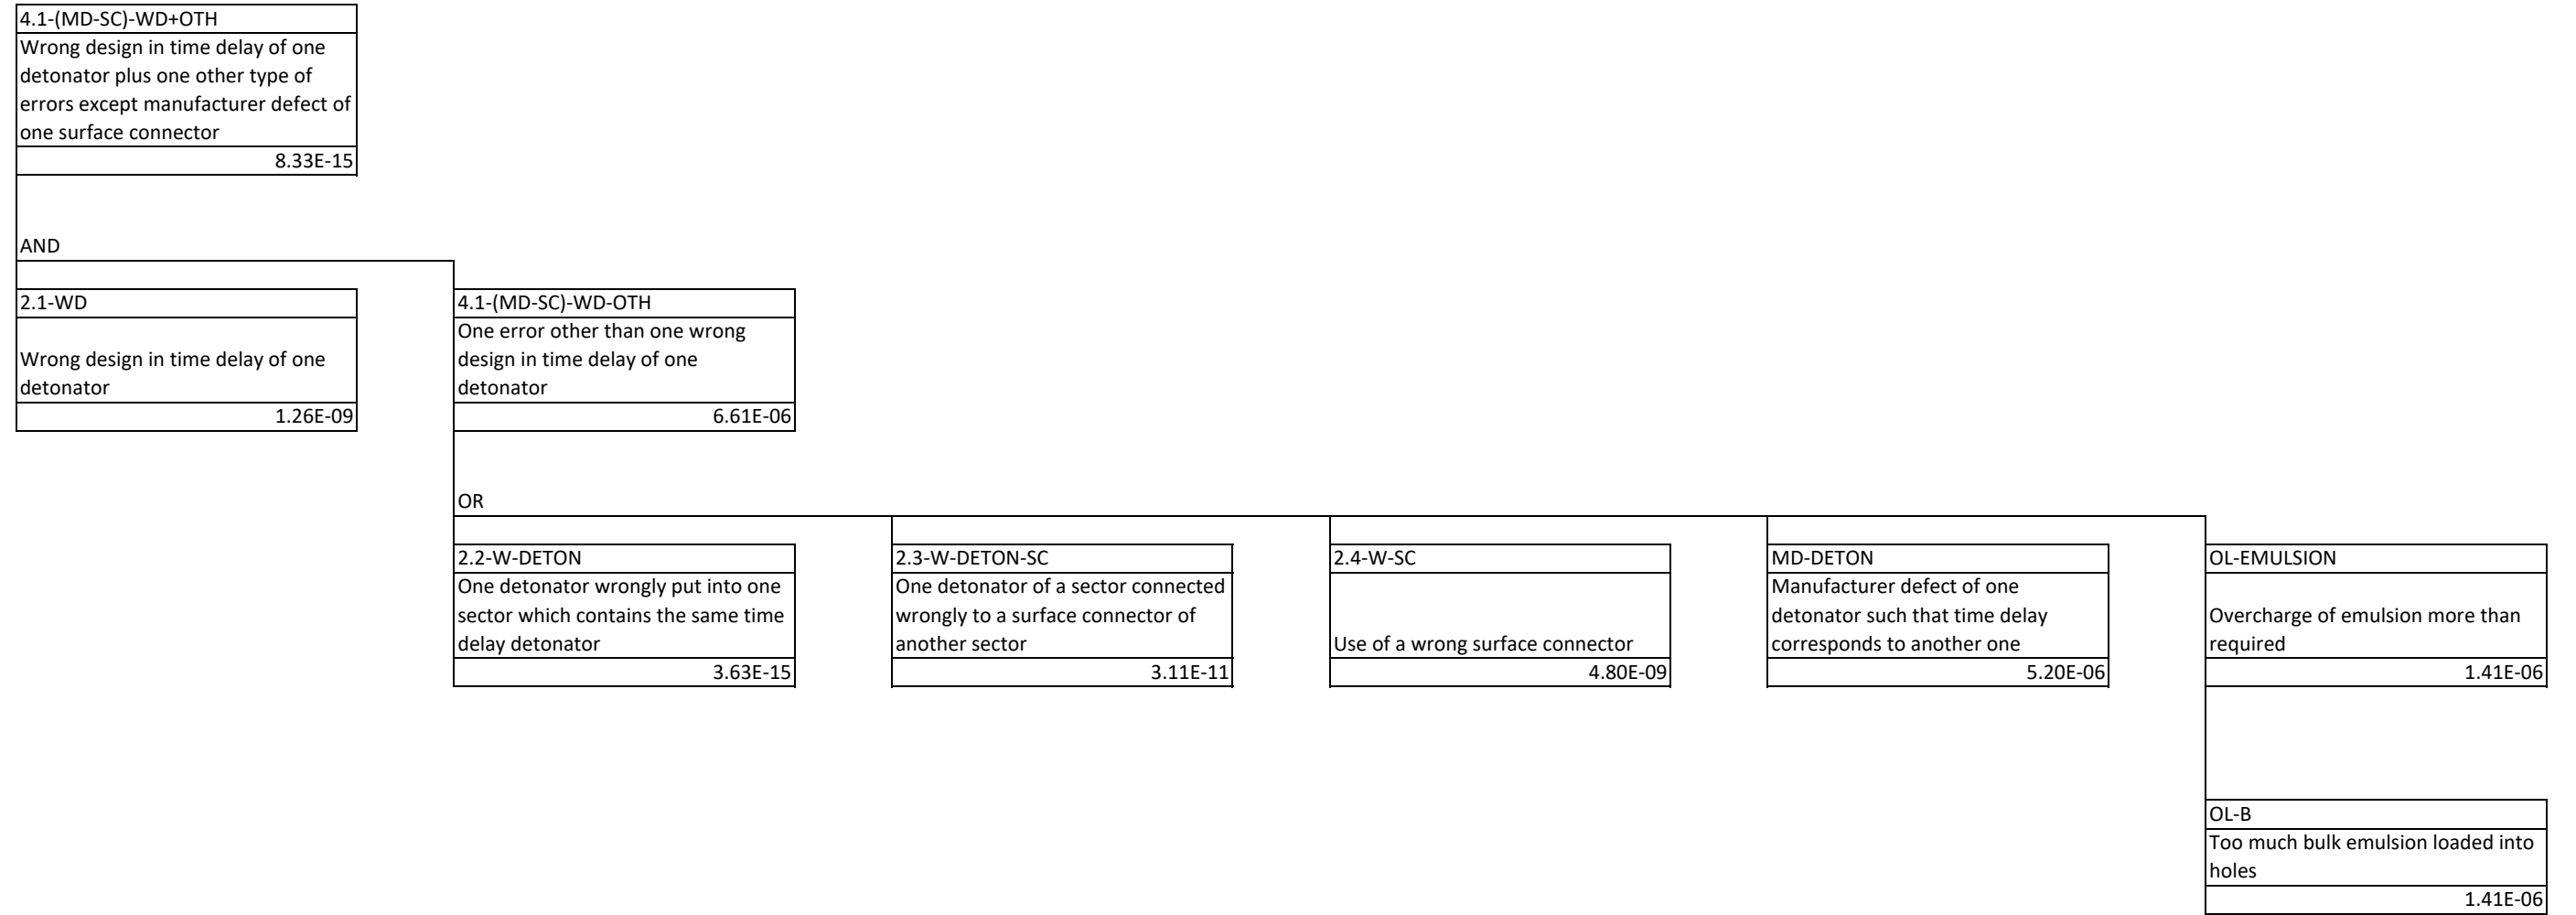 4.1-(MD-SC)-WD+OTH
Wrong design in time delay of one
detonator plus one other type of
errors except manufacturer defect of
one surface connector
8.33E-15
AND
2.1-WD
Wrong design in time delay of one
detonator
1.26E-09
4.1-(MD-SC)-WD-OTH
One error other than one wrong
design in time delay of one
detonator
6.61E-06
OR
2.2-W-DETON
One detonator wrongly put into one
sector which contains the same time
delay detonator
3.63E-15
2.3-W-DETON-SC
One detonator of a sector connected
wrongly to a surface connector of
another sector
3.11E-11
2.4-W-SC
Use of a wrong surface connector
4.80E-09
MD-DETON
Manufacturer defect of one
detonator such that time delay
corresponds to another one
5.20E-06
OL-EMULSION
Overcharge of emulsion more than
required
1.41E-06
OL-B
Too much bulk emulsion loaded into
holes
1.41E-06